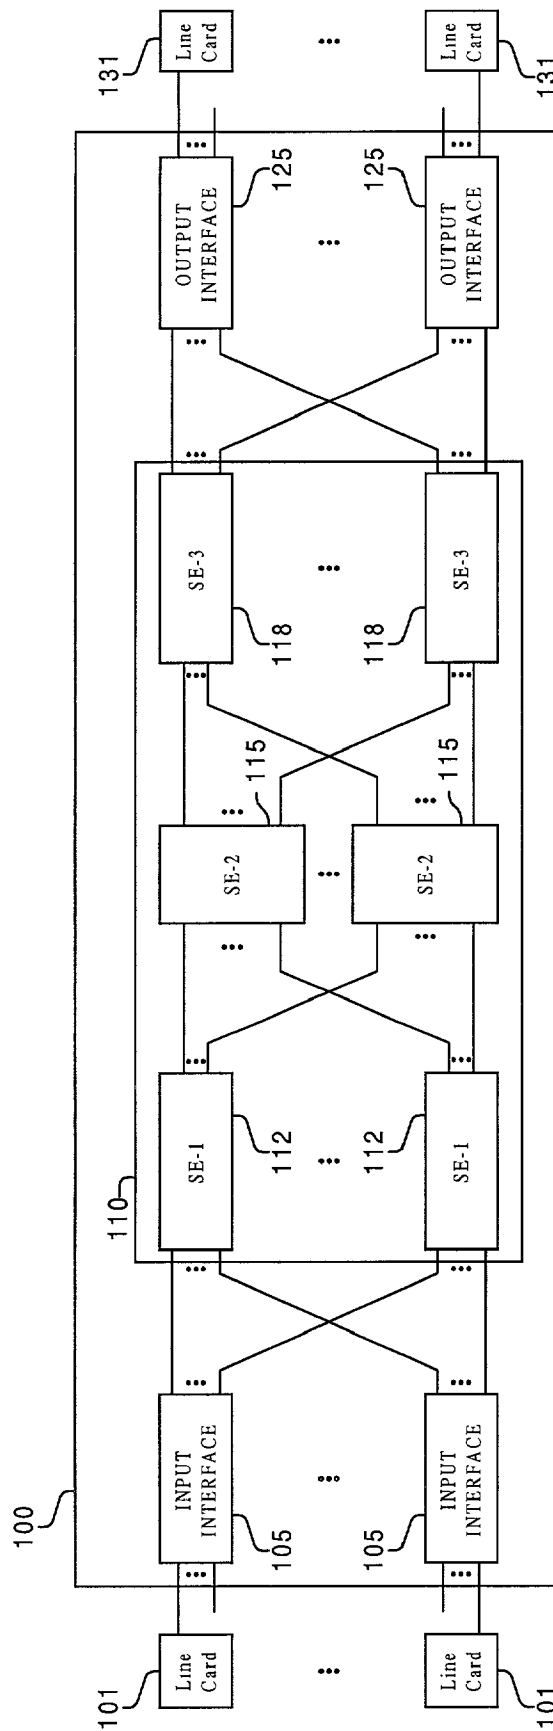 100
110
101
131
Line
Card
INPUT
INTERFACE
SE-1
SE-2
SE-3
OUTPUT
INTERFACE
Line
Card
105
112
115
118
125
105
112
118
125
Line
Card
INPUT
INTERFACE
SE-1
SE-2
115
SE-3
OUTPUT
INTERFACE
Line
Card
101
131